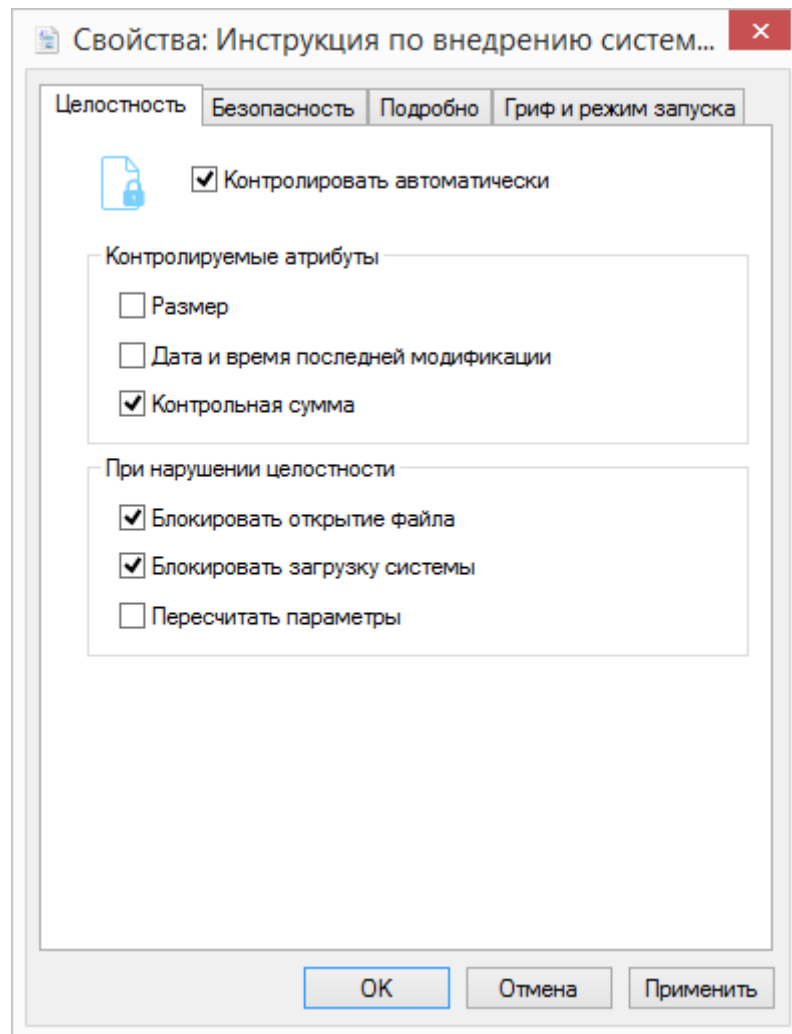 Свойства: Инструкция по внедрению систем...
Целостность Безопасность Подробно Гриф и режим запуска
Контролировать автоматически
Контролируемые атрибуты
Размер
Дата и время последней модификации
Контрольная сумма
При нарушении целостности
Блокировать открытие файла
Блокировать загрузку системы
Пересчитать параметры
OK Отмена Применить